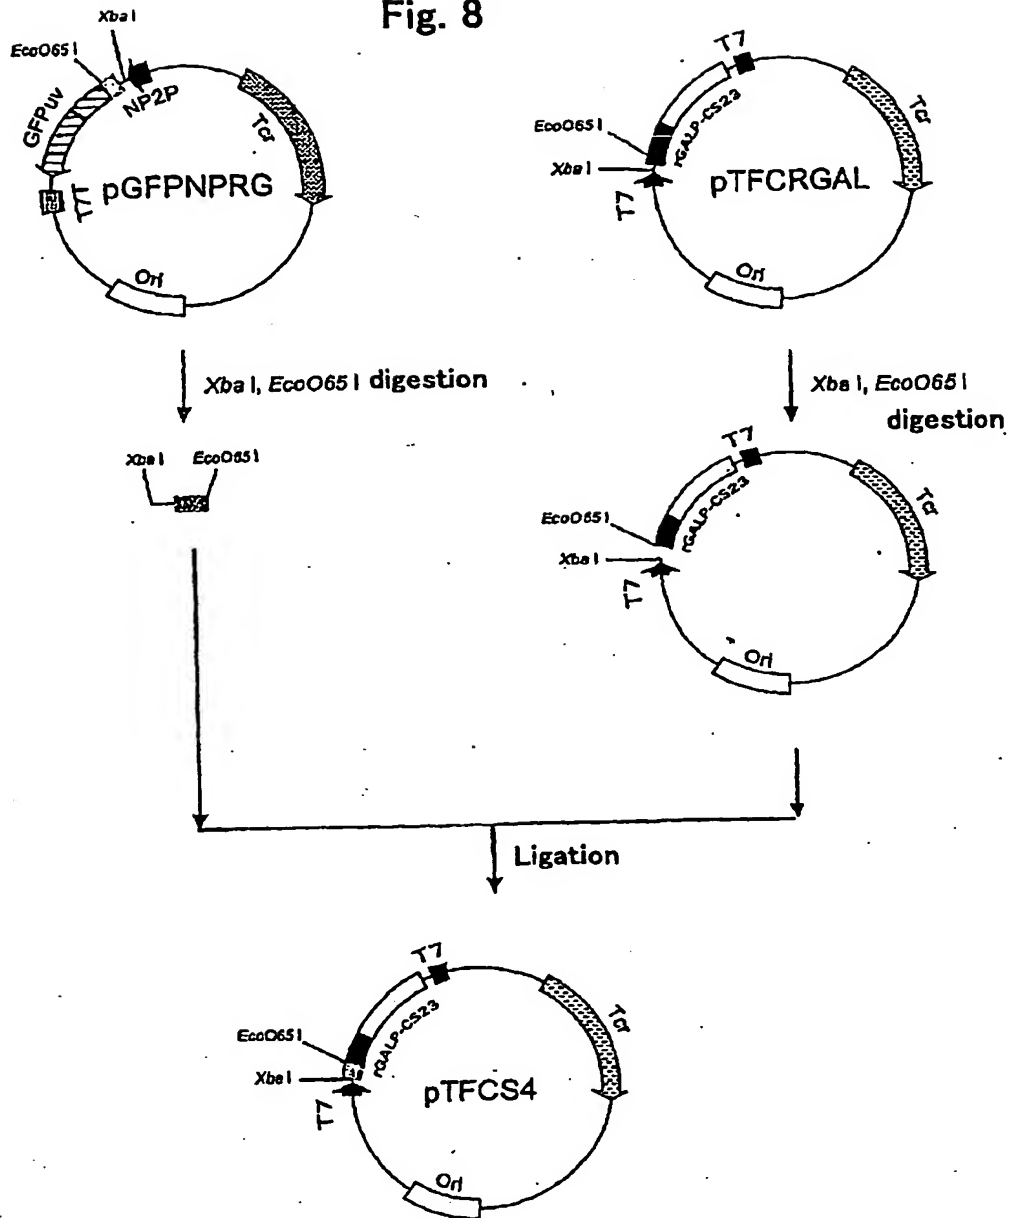 Fig. 8
XbaI
EcoO65I
NP2P
GFPuv
T7T
Tcr
pGFPNPRG
Ori
T7
EcoO65I
XbaI
rGALP-CS23
T7
Tcr
pTFCRGAL
Ori
XbaI, EcoO65I digestion
XbaI, EcoO65I
digestion
XbaI EcoO65I
T7
EcoO65I
XbaI
rGALP-CS23
T7
Tcr
Ori
Ligation
T7
EcoO65I
XbaI
rGALP-CS23
T7
Tcr
pTFCS4
Ori